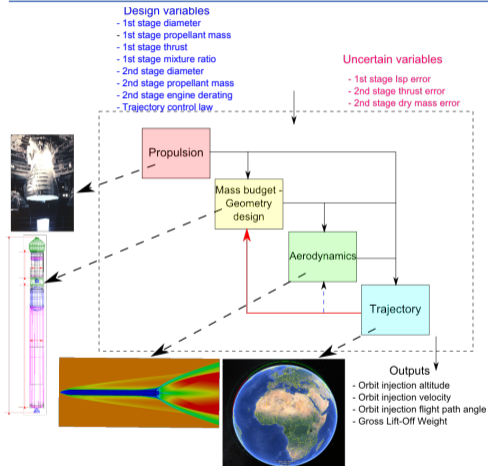 Design variables
- 1st stage diameter
- 1st stage propellant mass
- 1st stage thrust
- 1st stage mixture ratio
- 2nd stage diameter
- 2nd stage propellant mass
- 2nd stage engine derating
- Trajectory control law
Uncertain variables
- 1st stage Isp error
- 2nd stage thrust error
- 2nd stage dry mass error
Propulsion
Mass budget -
Geometry
design
Aerodynamics
Trajectory
Outputs
- Orbit injection altitude
- Orbit injection velocity
- Orbit injection flight path angle
- Gross Lift-Off Weight